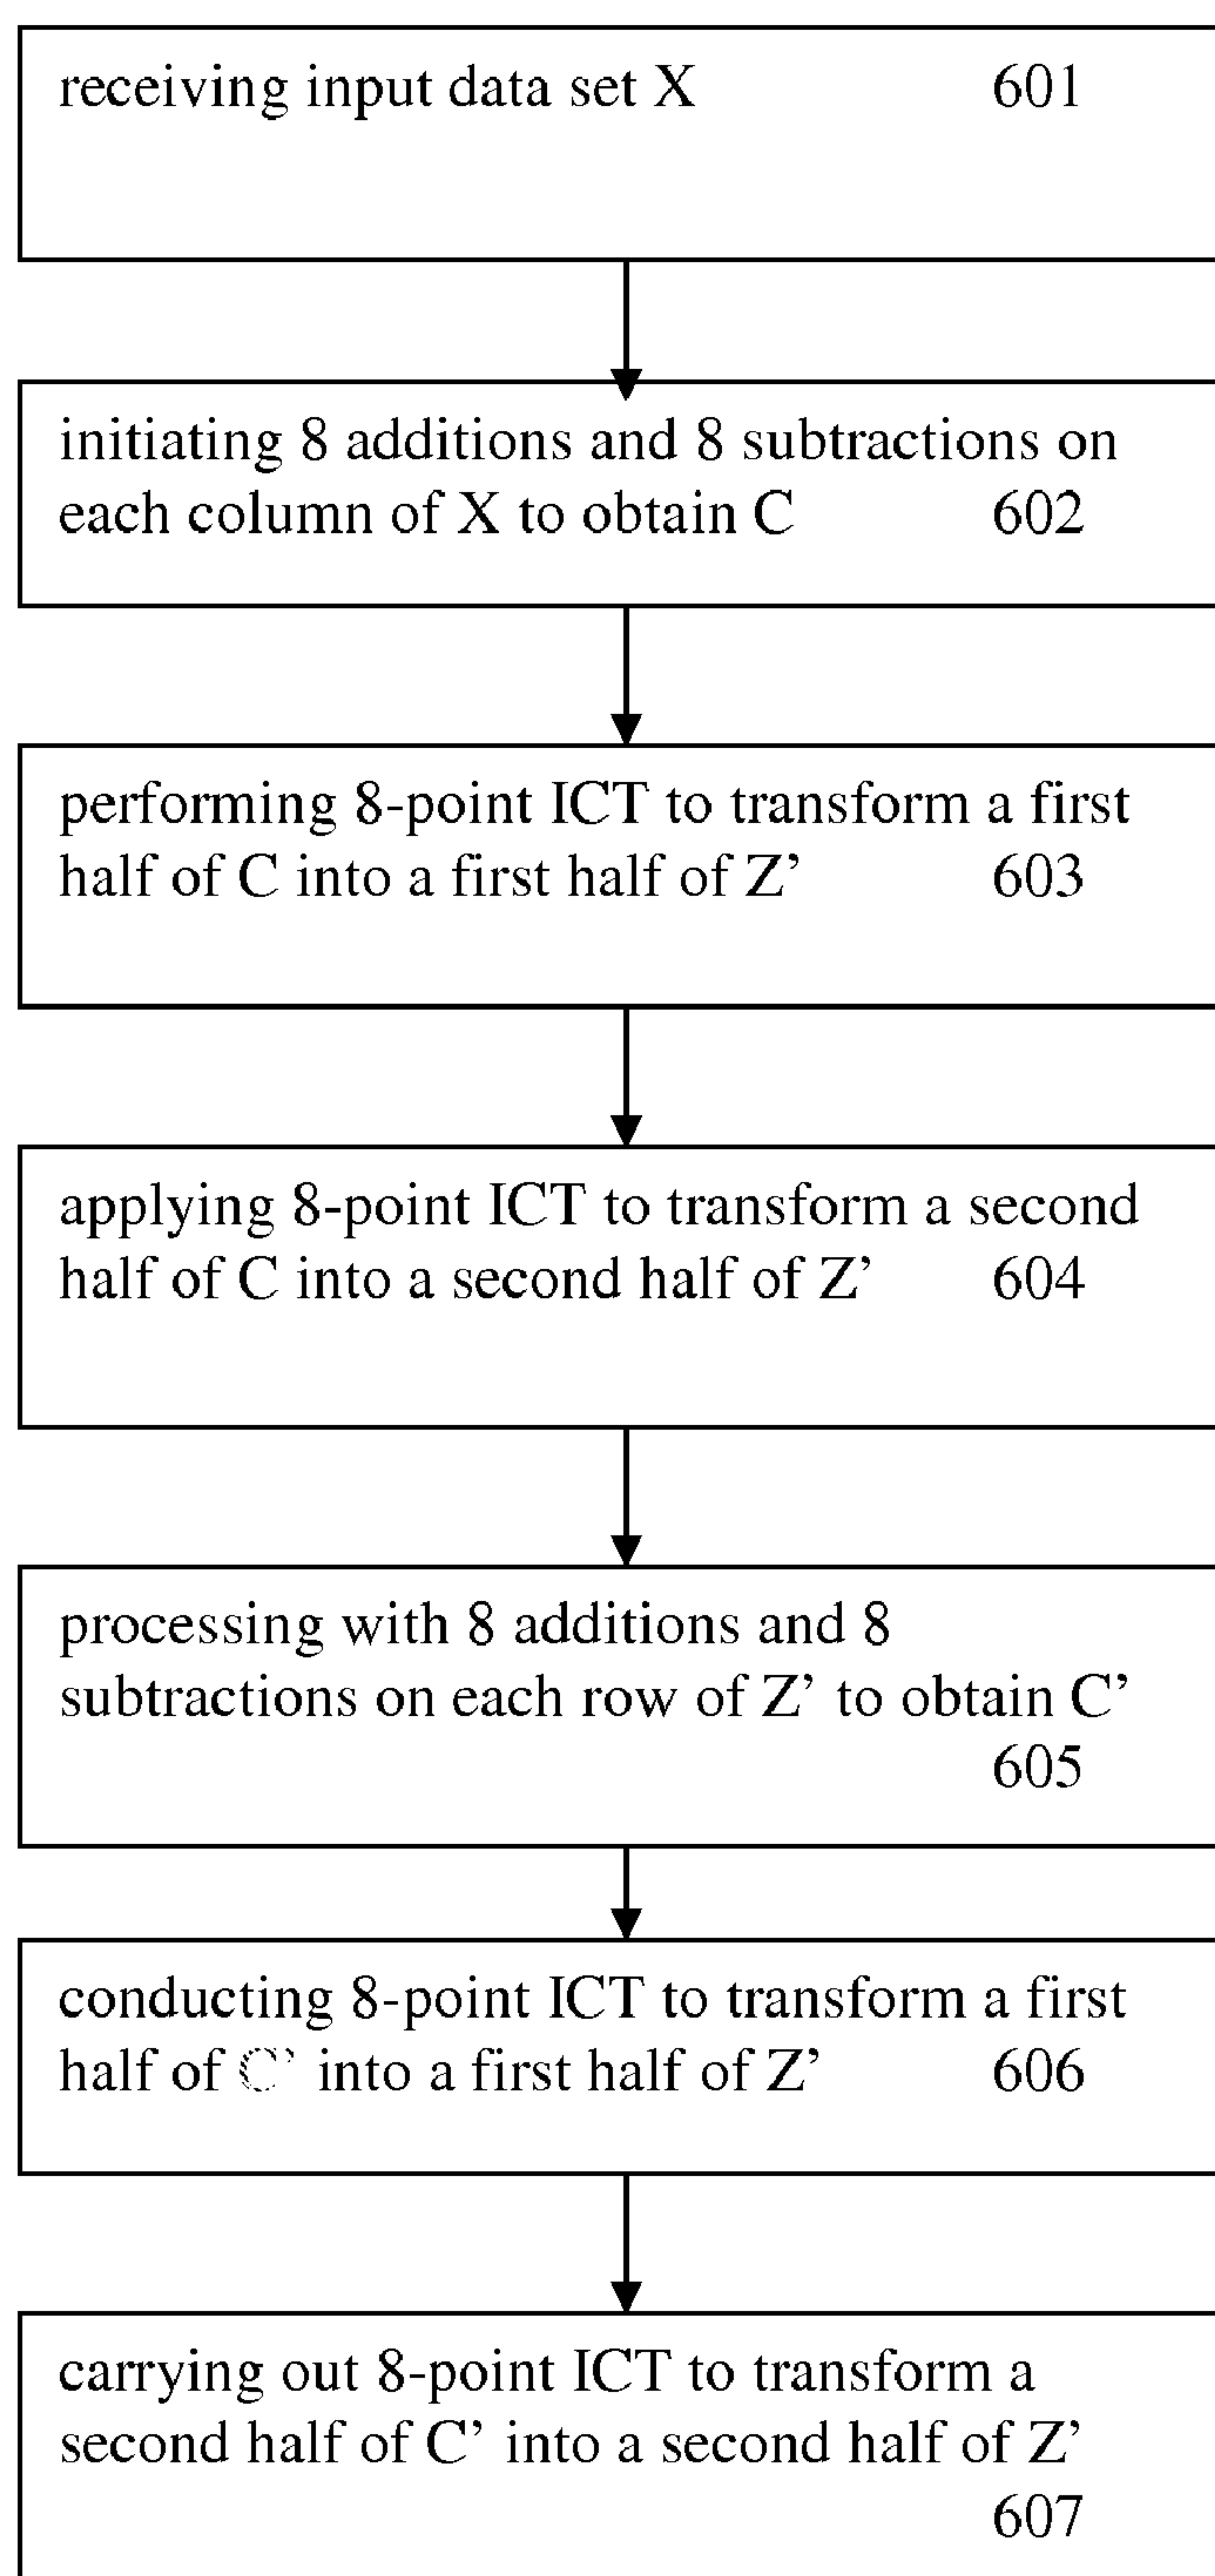 receiving input data set X 601
initiating 8 additions and 8 subtractions on
each column of X to obtain C 602
performing 8-point ICT to transform a first
half of C into a first half of Z’ 603
applying 8-point ICT to transform a second
half of C into a second half of Z’ 604
processing with 8 additions and 8
subtractions on each row of Z’ to obtain C’
605
conducting 8-point ICT to transform a first
half of C’ into a first half of Z’ 606
carrying out 8-point ICT to transform a
second half of C’ into a second half of Z’
607